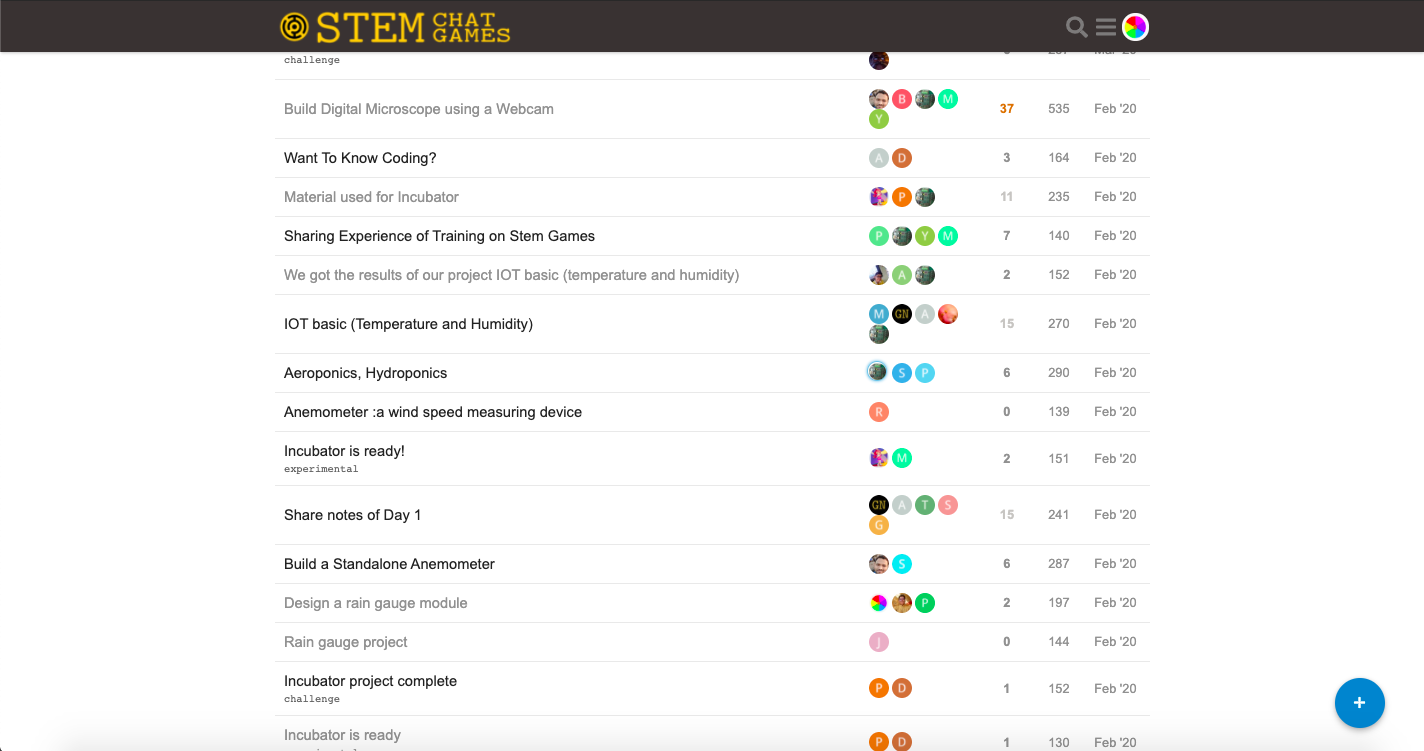 STEM CHAT GAMES
challenge
Build Digital Microscope using a Webcam B M Y 37 535 Feb '20
Want To Know Coding? A D 3 164 Feb '20
Material used for Incubator P 11 235 Feb '20
Sharing Experience of Training on Stem Games P Y M 7 140 Feb '20
We got the results of our project IOT basic (temperature and humidity) A 2 152 Feb '20
IOT basic (Temperature and Humidity) M GN A 15 270 Feb '20
Aeroponics, Hydroponics S P 6 290 Feb '20
Anemometer :a wind speed measuring device R 0 139 Feb '20
Incubator is ready! M 2 151 Feb '20
experimental
Share notes of Day 1 GN A T S G 15 241 Feb '20
Build a Standalone Anemometer S 6 287 Feb '20
Design a rain gauge module P 2 197 Feb '20
Rain gauge project J 0 144 Feb '20
Incubator project complete P D 1 152 Feb '20
challenge
+
Incubator is ready P D 1 130 Feb '20